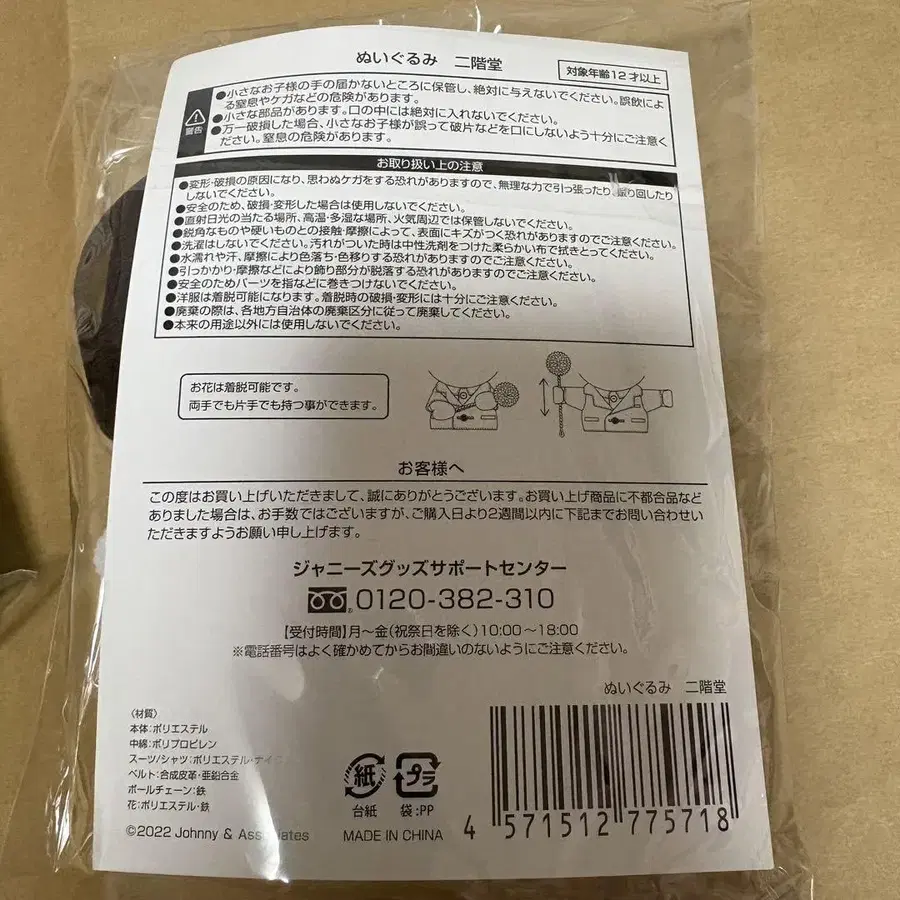 ぬいぐるみ 二階堂
対象年齢12才以上
警告
●小さなお子様の手の届かないところに保管し、絶対に与えないでください。誤飲によ
る窒息やケガなどの危険があります。
●小さな部品があります。口の中には絶対に入れないでください。
●万一破損した場合、小さなお子様が誤って破片などを口にしないよう十分にご注意く
ださい。窒息の危険があります。
お取り扱い上の注意
●変形・破損の原因になり、思わぬケガをする恐れがありますので、無理な力で引っ張ったり、振り回したり
しないでください。
●安全のため、破損・変形した場合は使用しないでください。
●直射日光の当たる場所、高温・多湿な場所、火気周辺では保管しないでください。
●鋭角なものや硬いものとの接触・摩擦によって、表面にキズがつく恐れがありますのでご注意ください。
●洗濯はしないでください。汚れがついた時は中性洗剤をつけた柔らかい布で拭きとってください。
●水濡れや汗、摩擦により色落ち・色移りする恐れがありますのでご注意ください。
●引っかかり・摩擦などにより飾り部分が脱落する恐れがありますのでご注意ください。
●安全のためパーツを指などに巻きつけないでください。
●洋服は着脱可能になります。着脱時の破損・変形には十分にご注意ください。
●廃棄の際は、各地方自治体の廃棄区分に従って廃棄してください。
●本来の用途以外には使用しないでください。
お花は着脱可能です。
両手でも片手でも持つ事ができます。
お客様へ
この度はお買い上げいただきまして、誠にありがとうございます。お買い上げ商品に不都合品など
ありました場合は、お手数ではございますが、ご購入日より2週間以内に下記までお問い合わせ
いただきますようお願い申し上げます。
ジャニーズグッズサポートセンター
0120-382-310
【受付時間】月～金(祝祭日を除く)10:00～18:00
※電話番号はよく確かめてからお間違いのないようにご注意ください。
ぬいぐるみ 二階堂
〈材質〉
本体:ポリエステル
中綿:ポリプロピレン
スーツ/シャツ:ポリエステル・ナイ
ベルト:合成皮革・亜鉛合金
ボールチェーン:鉄
花:ポリエステル・鉄
©2022 Johnny & Associates
紙
台紙
プラ
袋:PP
MADE IN CHINA
4 571512 775718